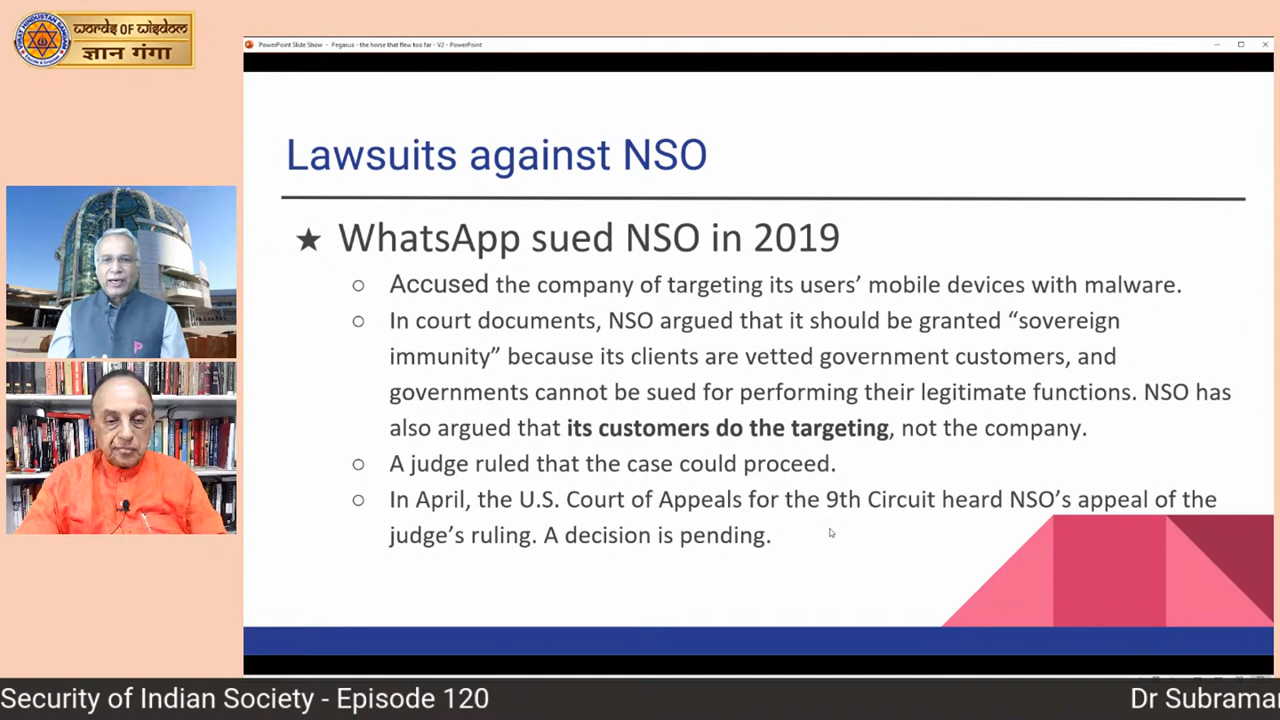 WORDS OF WISDOM
ज्ञान गंगा
PowerPoint Slide Show - Pegasus - the horse that flew too far - V2 - PowerPoint
Lawsuits against NSO
★ WhatsApp sued NSO in 2019
○ Accused the company of targeting its users’ mobile devices with malware.
○ In court documents, NSO argued that it should be granted “sovereign
immunity” because its clients are vetted government customers, and
governments cannot be sued for performing their legitimate functions. NSO has
also argued that its customers do the targeting, not the company.
○ A judge ruled that the case could proceed.
○ In April, the U.S. Court of Appeals for the 9th Circuit heard NSO’s appeal of the
judge’s ruling. A decision is pending.
Security of Indian Society - Episode 120
Dr Subraman